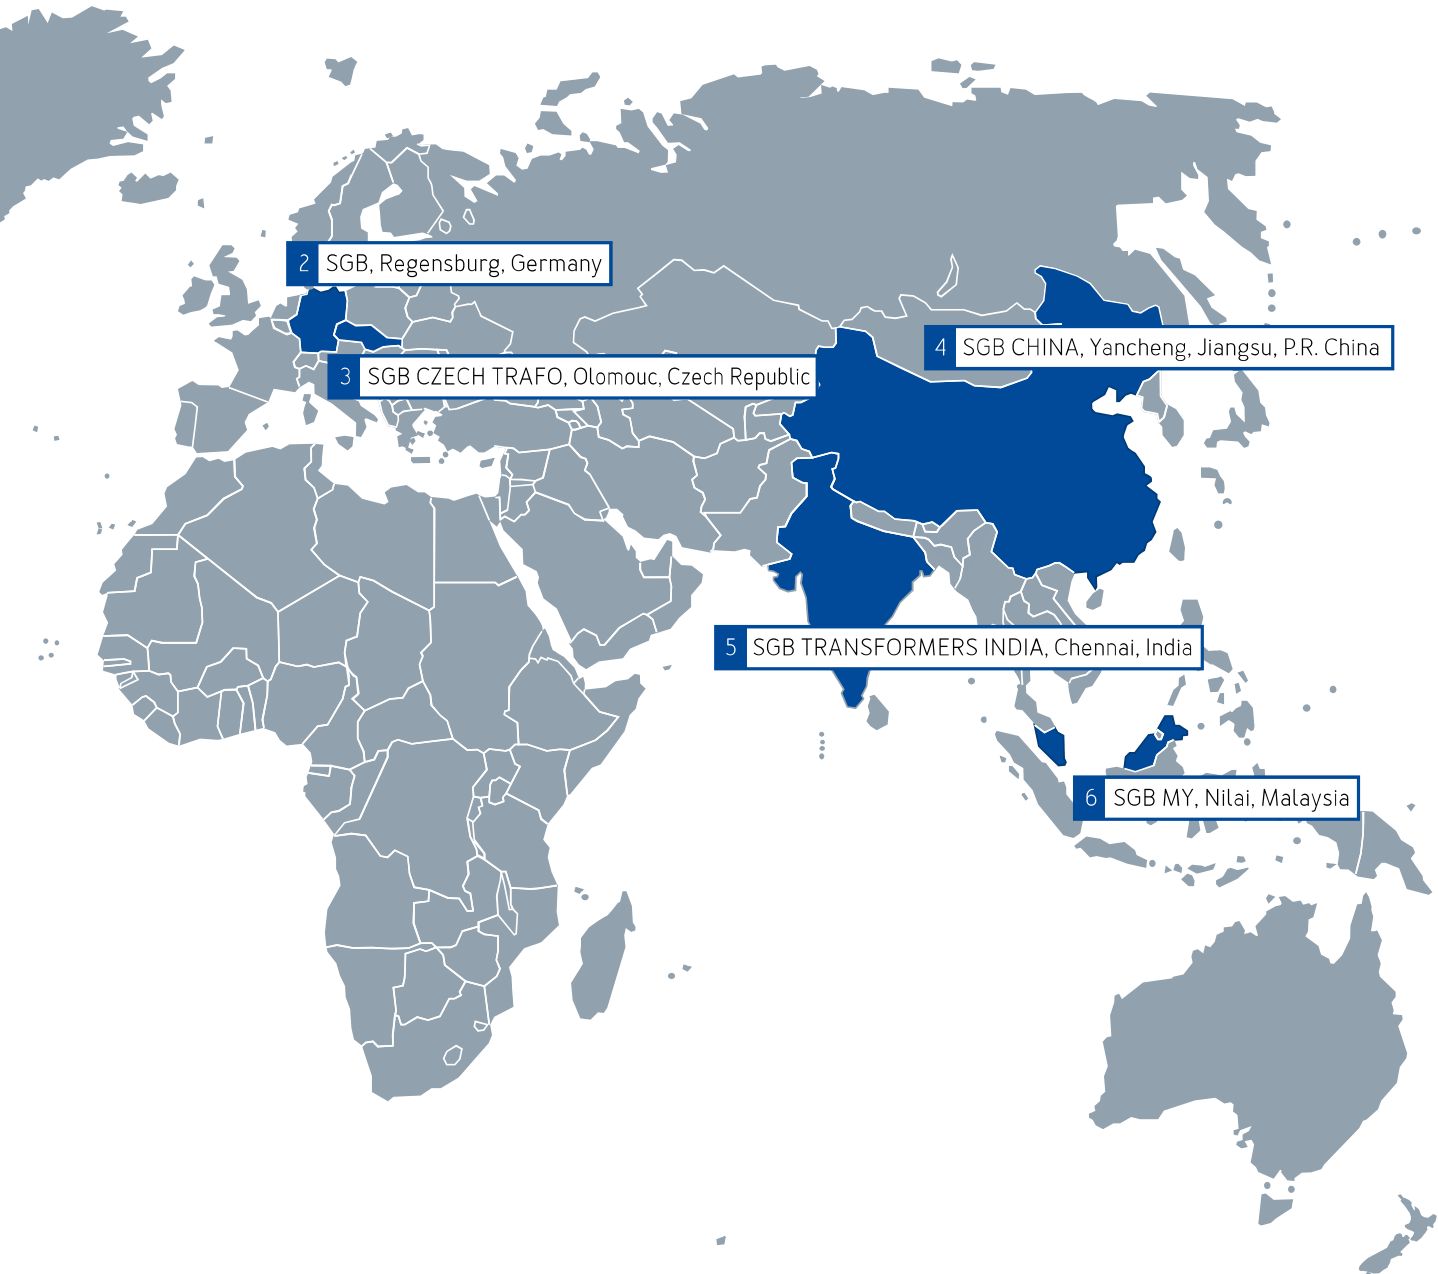 2 SGB, Regensburg, Germany
3 SGB CZECH TRAFO, Olomouc, Czech Republic
4 SGB CHINA, Yancheng, Jiangsu, P.R. China
5 SGB TRANSFORMERS INDIA, Chennai, India
6 SGB MY, Nilai, Malaysia